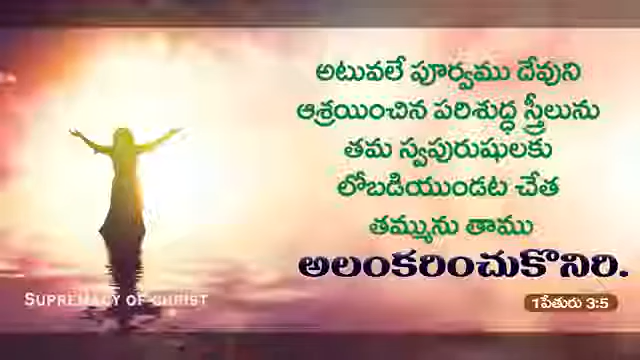 అటువలే పూర్వము దేవుని
ఆశ్రయించిన పరిశుద్ధ స్త్రీలును
తమ స్వపురుషులకు
లోబడియుండట చేత
తమ్మును తాము
అలంకరించుకొనిరి.
SUPREMACY OF CHRIST
1పేతురు 3:5